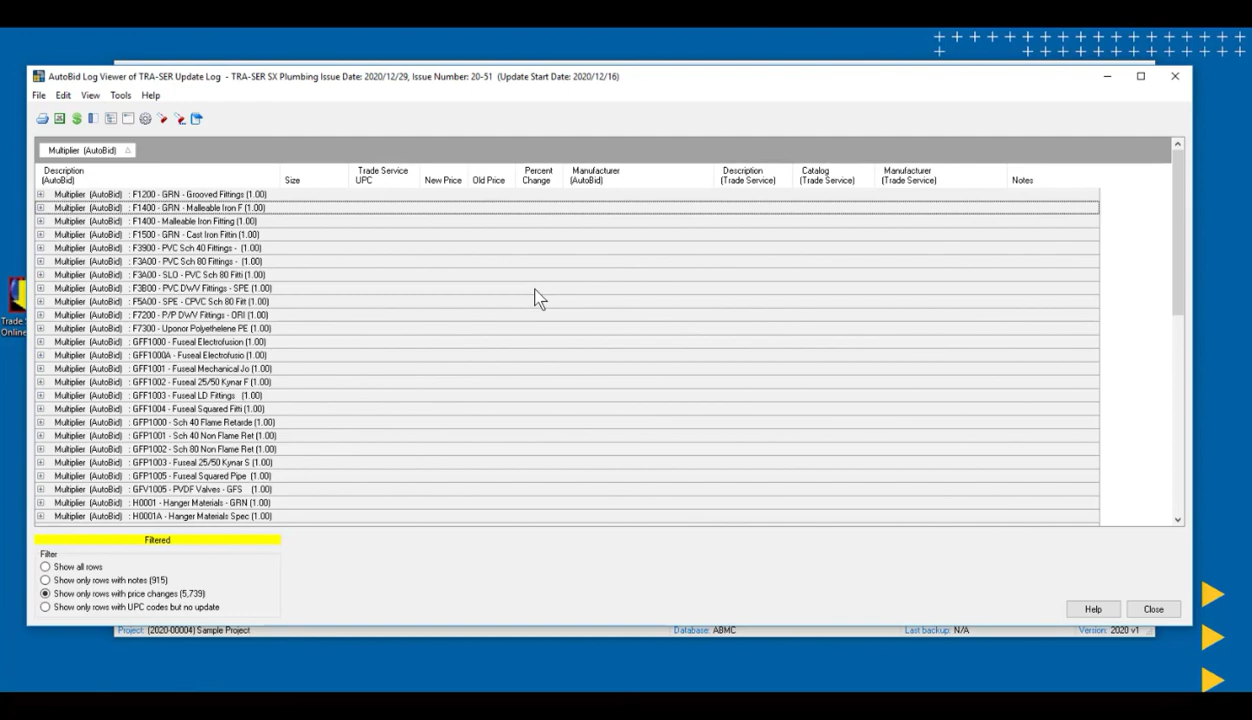 AutoBid Log Viewer of TRA-SER Update Log - TRA-SER SX Plumbing Issue Date: 2020/12/29, Issue Number: 20-51 (Update Start Date: 2020/12/16)
File Edit View Tools Help
Multiplier (AutoBid)
Description (AutoBid) Size Trade Service UPC New Price Old Price Percent Change Manufacturer (AutoBid) Description (Trade Service) Catalog (Trade Service) Manufacturer (Trade Service) Notes
Multiplier (AutoBid) : F1200 - GRN - Grooved Fittings (1.00)
Multiplier (AutoBid) : F1400 - GRN - Malleable Iron F (1.00)
Multiplier (AutoBid) : F1400 - Malleable Iron Fitting (1.00)
Multiplier (AutoBid) : F1500 - GRN - Cast Iron Fittin (1.00)
Multiplier (AutoBid) : F3900 - PVC Sch 40 Fittings - (1.00)
Multiplier (AutoBid) : F3A00 - PVC Sch 80 Fittings - (1.00)
Multiplier (AutoBid) : F3A00 - SLO - PVC Sch 80 Fitti (1.00)
Multiplier (AutoBid) : F3B00 - PVC DWV Fittings - SPE (1.00)
Multiplier (AutoBid) : F5A00 - SPE - CPVC Sch 80 Fitt (1.00)
Multiplier (AutoBid) : F7200 - P/P DWV Fittings - ORI (1.00)
Multiplier (AutoBid) : F7300 - Uponor Polyethelene PE (1.00)
Multiplier (AutoBid) : GFF1000 - Fuseal Electrofusion (1.00)
Multiplier (AutoBid) : GFF1000A - Fuseal Electrofusio (1.00)
Multiplier (AutoBid) : GFF1001 - Fuseal Mechanical Jo (1.00)
Multiplier (AutoBid) : GFF1002 - Fuseal 25/50 Kynar F (1.00)
Multiplier (AutoBid) : GFF1003 - Fuseal LD Fittings (1.00)
Multiplier (AutoBid) : GFF1004 - Fuseal Squared Fitti (1.00)
Multiplier (AutoBid) : GFP1000 - Sch 40 Flame Retarde (1.00)
Multiplier (AutoBid) : GFP1001 - Sch 40 Non Flame Ret (1.00)
Multiplier (AutoBid) : GFP1002 - Sch 80 Non Flame Ret (1.00)
Multiplier (AutoBid) : GFP1003 - Fuseal 25/50 Kynar S (1.00)
Multiplier (AutoBid) : GFP1005 - Fuseal Squared Pipe (1.00)
Multiplier (AutoBid) : GFV1005 - PVDF Valves - GFS (1.00)
Multiplier (AutoBid) : H0001 - Hanger Materials - GRN (1.00)
Multiplier (AutoBid) : H0001A - Hanger Materials Spec (1.00)
Trade
Online
Filtered
Filter
Show all rows
Show only rows with notes (915)
Show only rows with price changes (5,739)
Show only rows with UPC codes but no update
Help Close
Project: (2020-00004) Sample Project Database: ABMC Last backup: N/A Version: 2020 v1